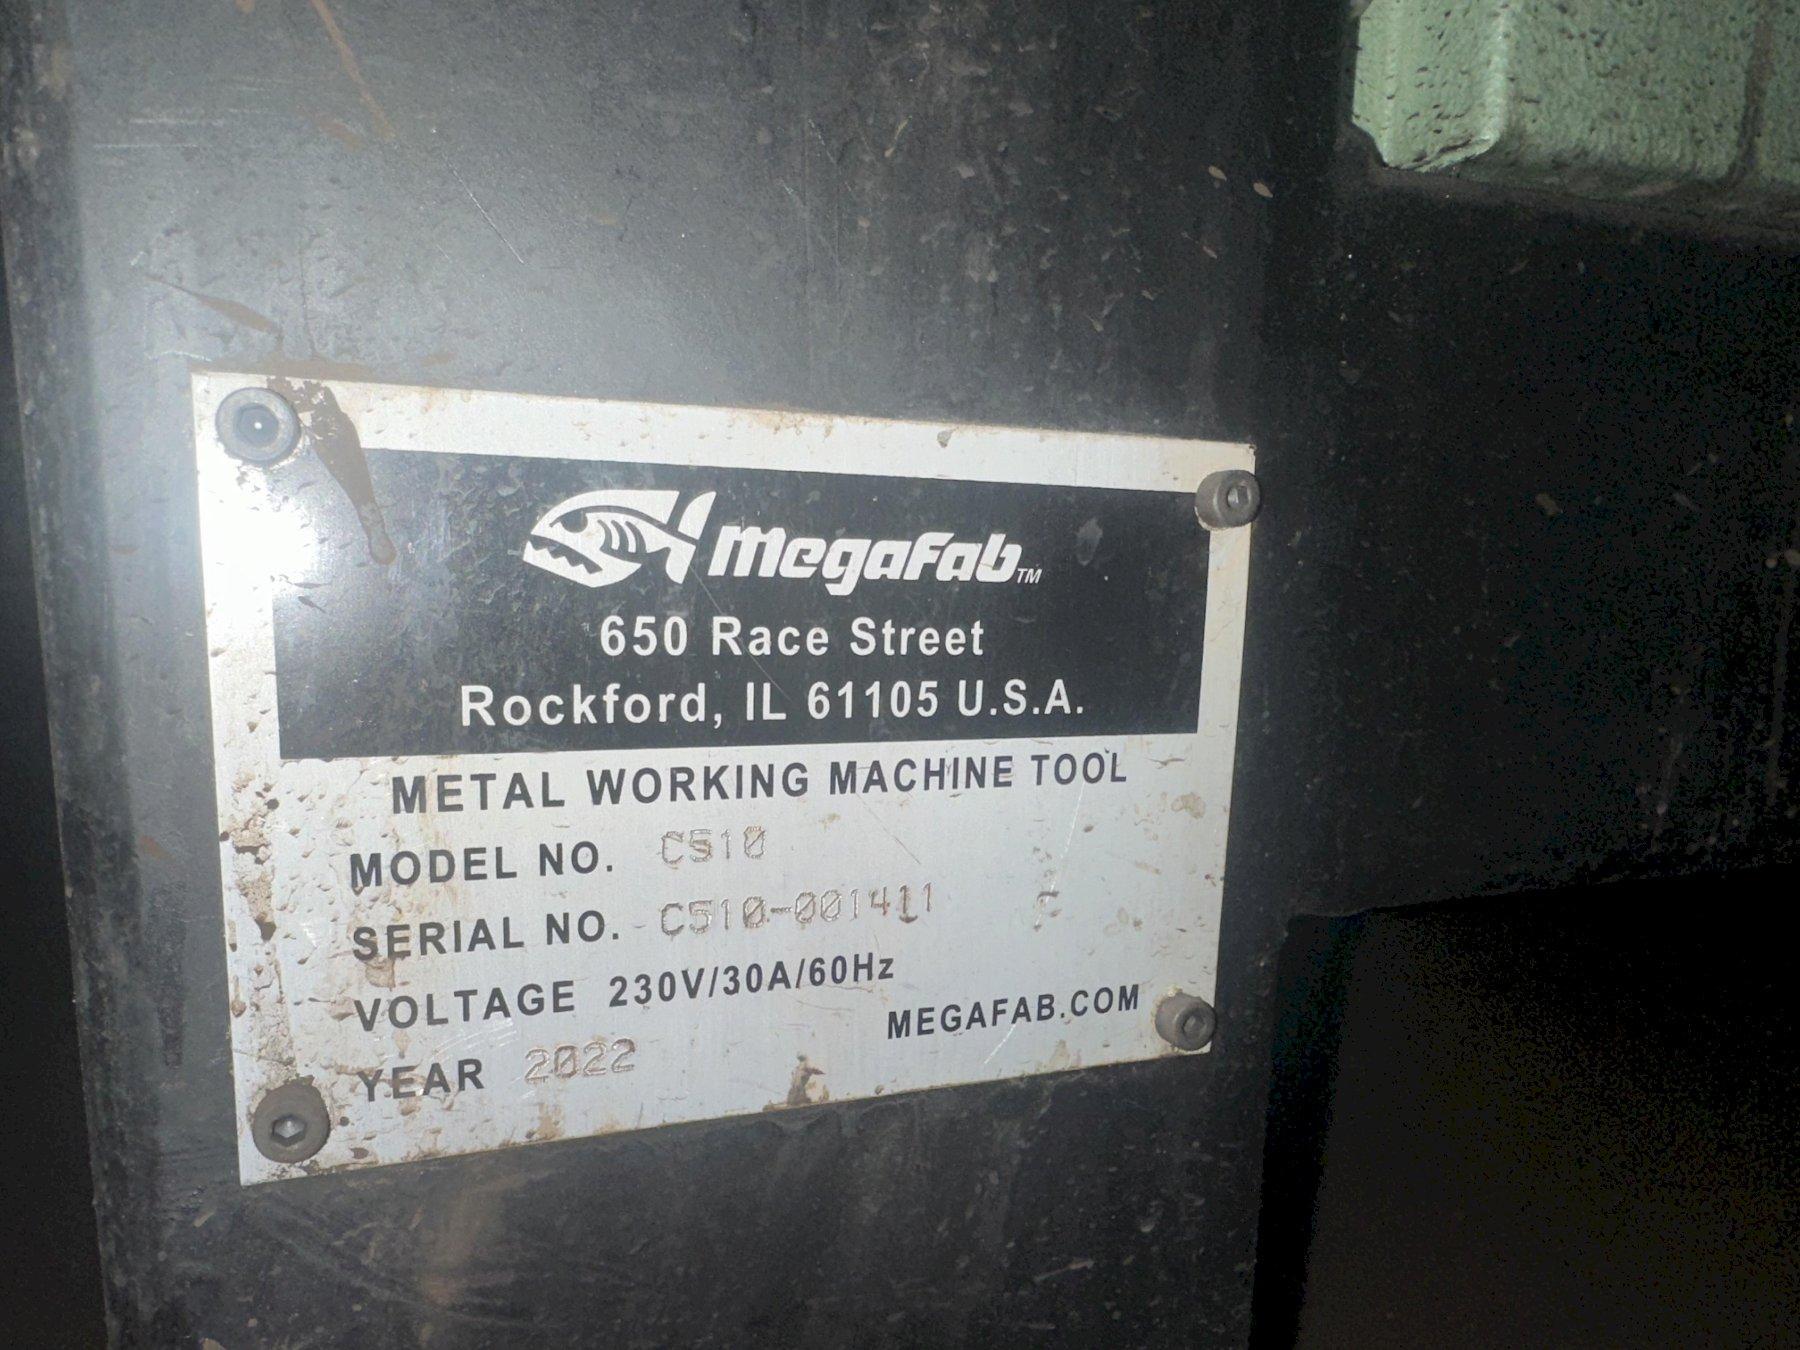 MegaFab™
650 Race Street
Rockford, IL 61105 U.S.A.
METAL WORKING MACHINE TOOL
MODEL NO. C510
SERIAL NO. C510-001411
VOLTAGE 230V/30A/60Hz
MEGAFAB.COM
YEAR 2022